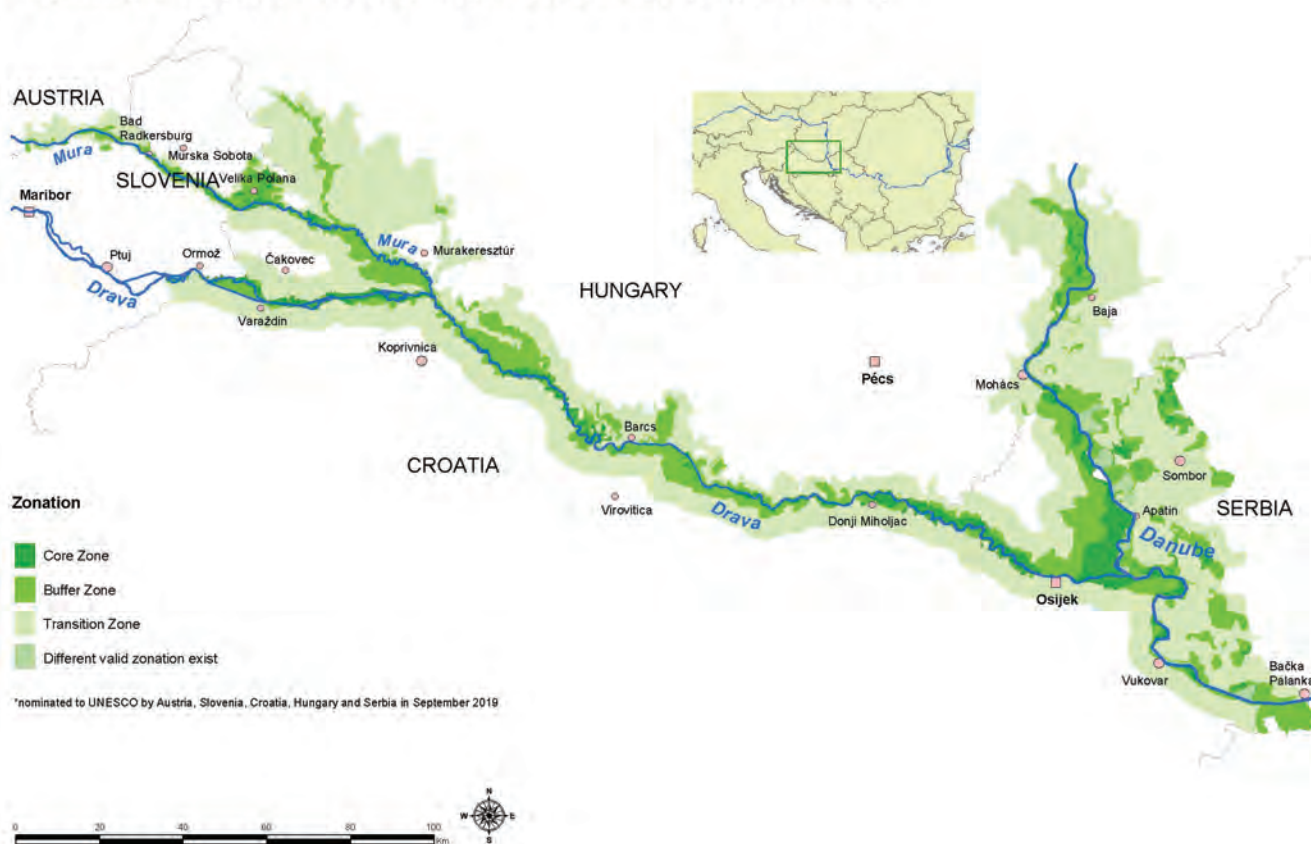 AUSTRIA
Bad
Radkersburg
Mura
Murska Sobota
SLOVENIA
Velika Polana
Maribor
Mura
Murakeresztúr
Ptuj
Ormož
Čakovec
Drava
HUNGARY
Varaždin
Baja
Koprivnica
Pécs
Mohács
Barcs
CROATIA
Sombor
Zonation
Virovitica
Drava
Donji Miholjac
Apatin
SERBIA
Danube
Core Zone
Buffer Zone
Osijek
Transition Zone
Different valid zonation exist
Vukovar
Bačka
Palanka
*nominated to UNESCO by Austria, Slovenia, Croatia, Hungary and Serbia in September 2019
N
W E
S
0 20 40 60 80 100
Km